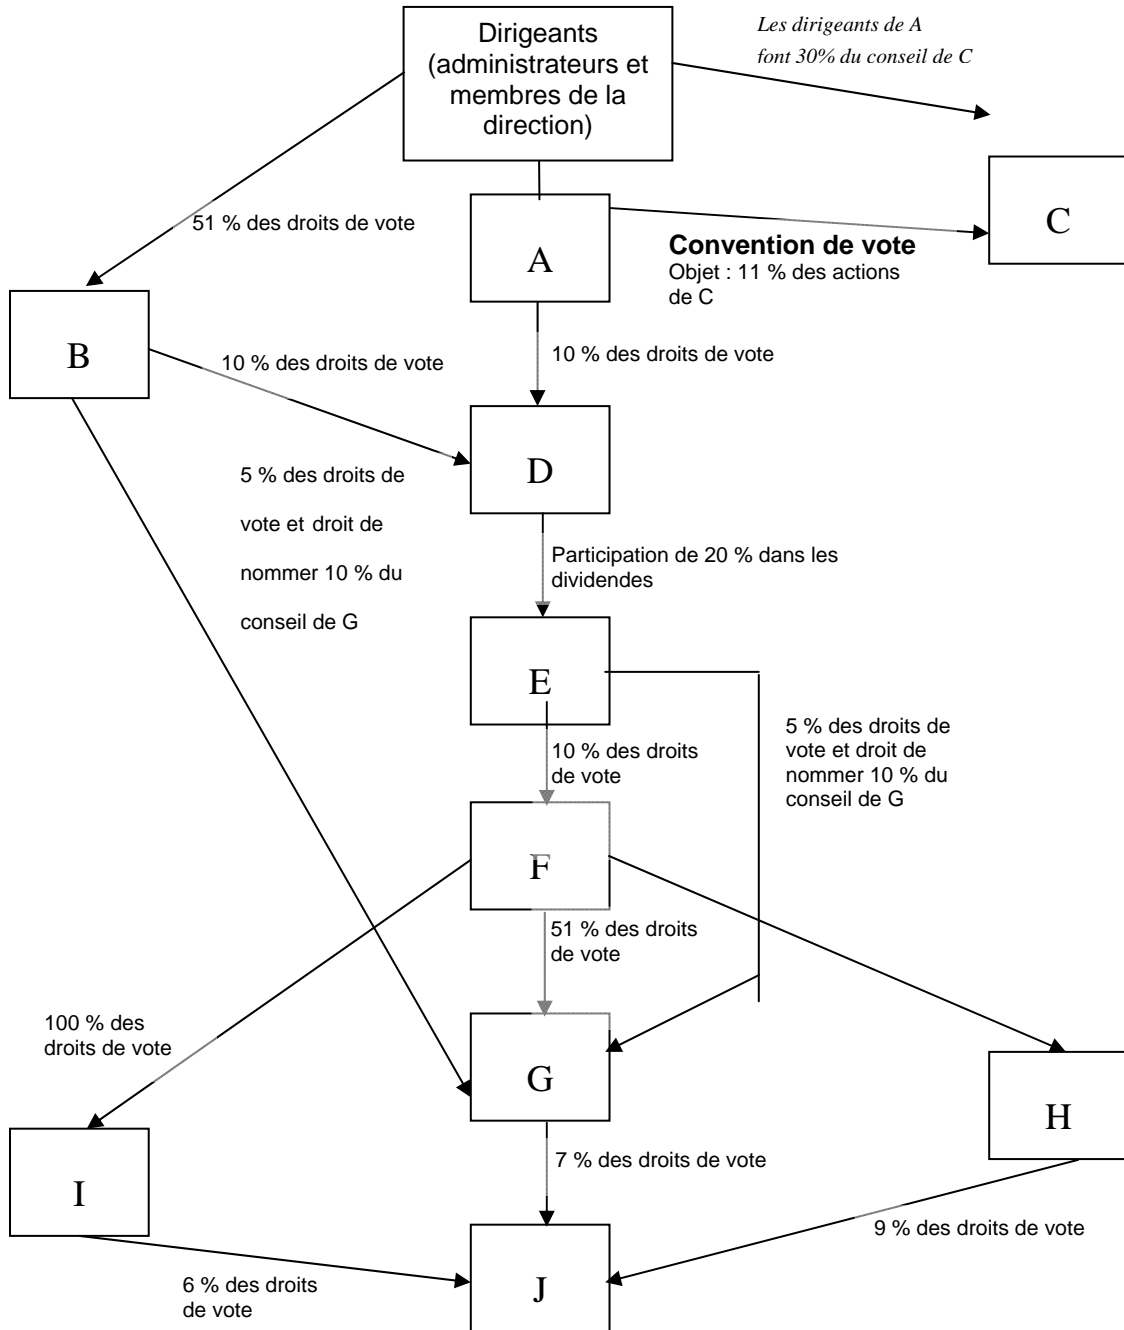 Dirigeants
(administrateurs et
membres de la
direction)
Les dirigeants de A
font 30% du conseil de C
51 % des droits de vote
A
C
Convention de vote
Objet : 11 % des actions
de C
B
10 % des droits de vote
10 % des droits de vote
D
5 % des droits de
vote et droit de
nommer 10 % du
conseil de G
Participation de 20 % dans les
dividendes
E
10 % des droits
de vote
5 % des droits de
vote et droit de
nommer 10 % du
conseil de G
F
51 % des droits
de vote
100 % des
droits de vote
G
H
I
7 % des droits de vote
9 % des droits de vote
6 % des droits
de vote
J